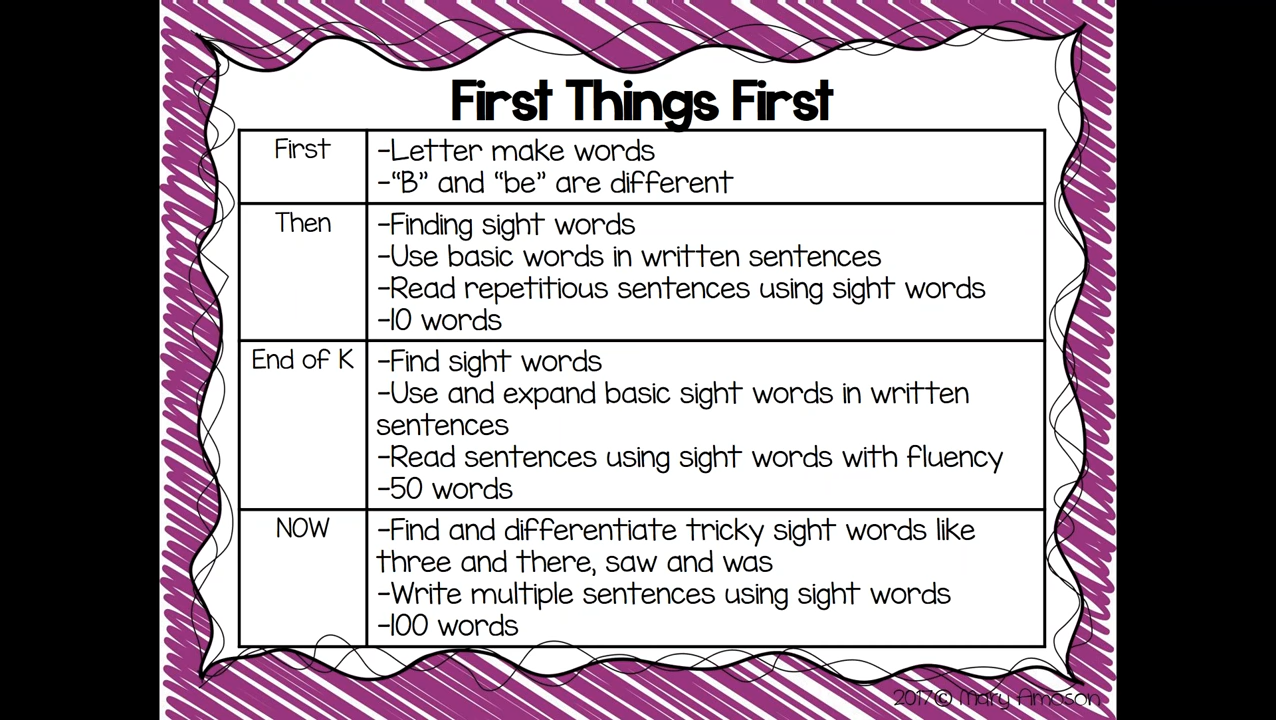 First Things First
First
-Letter make words
-“B” and “be” are different
Then
-Finding sight words
-Use basic words in written sentences
-Read repetitious sentences using sight words
-10 words
End of K
-Find sight words
-Use and expand basic sight words in written
sentences
-Read sentences using sight words with fluency
-50 words
NOW
-Find and differentiate tricky sight words like
three and there, saw and was
-Write multiple sentences using sight words
-100 words
2017© Mary Amoson